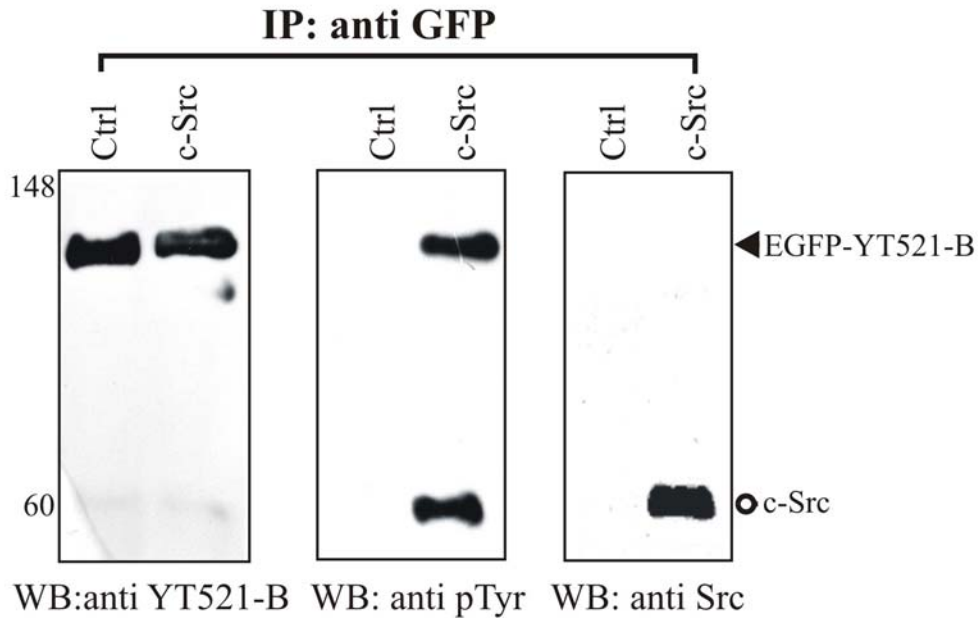 IP: anti GFP
Ctrl c-Src Ctrl c-Src Ctrl c-Src
148
EGFP-YT521-B
60
c-Src
WB:anti YT521-B WB: anti pTyr WB: anti Src